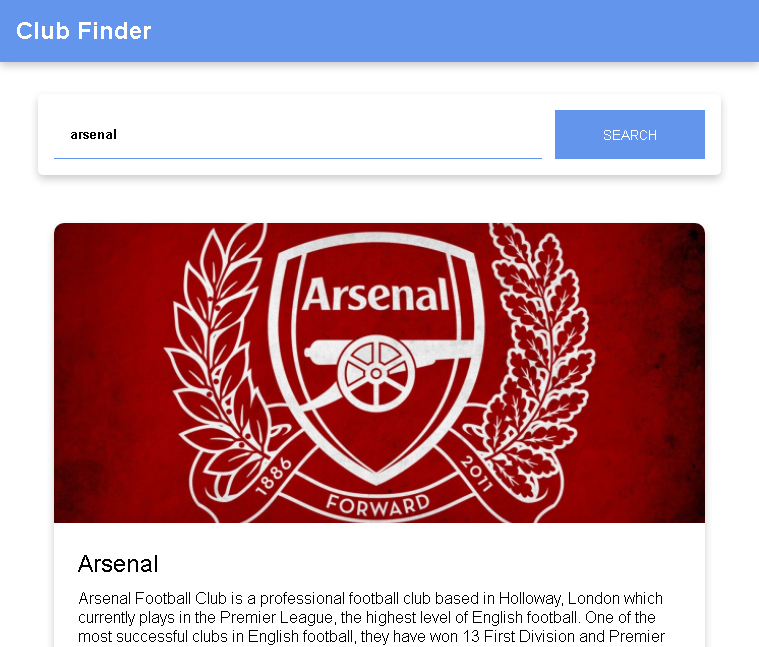 Club Finder
arsenal
SEARCH
Arsenal
1886
FORWARD
2011
Arsenal
Arsenal Football Club is a professional football club based in Holloway, London which
currently plays in the Premier League, the highest level of English football. One of the
most successful clubs in English football, they have won 13 First Division and Premier